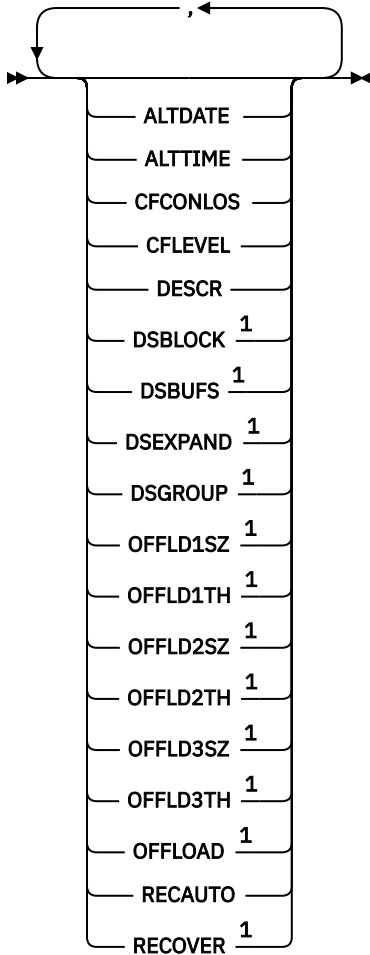 ,
ALTDATE
ALTTIME
CFCONLOS
CFLEVEL
DESCR
DSBLOCK 1
DSBUFS 1
DSEXPAND 1
DSGROUP 1
OFFLD1SZ 1
OFFLD1TH 1
OFFLD2SZ 1
OFFLD2TH 1
OFFLD3SZ 1
OFFLD3TH 1
OFFLOAD 1
RECAUTO
RECOVER 1